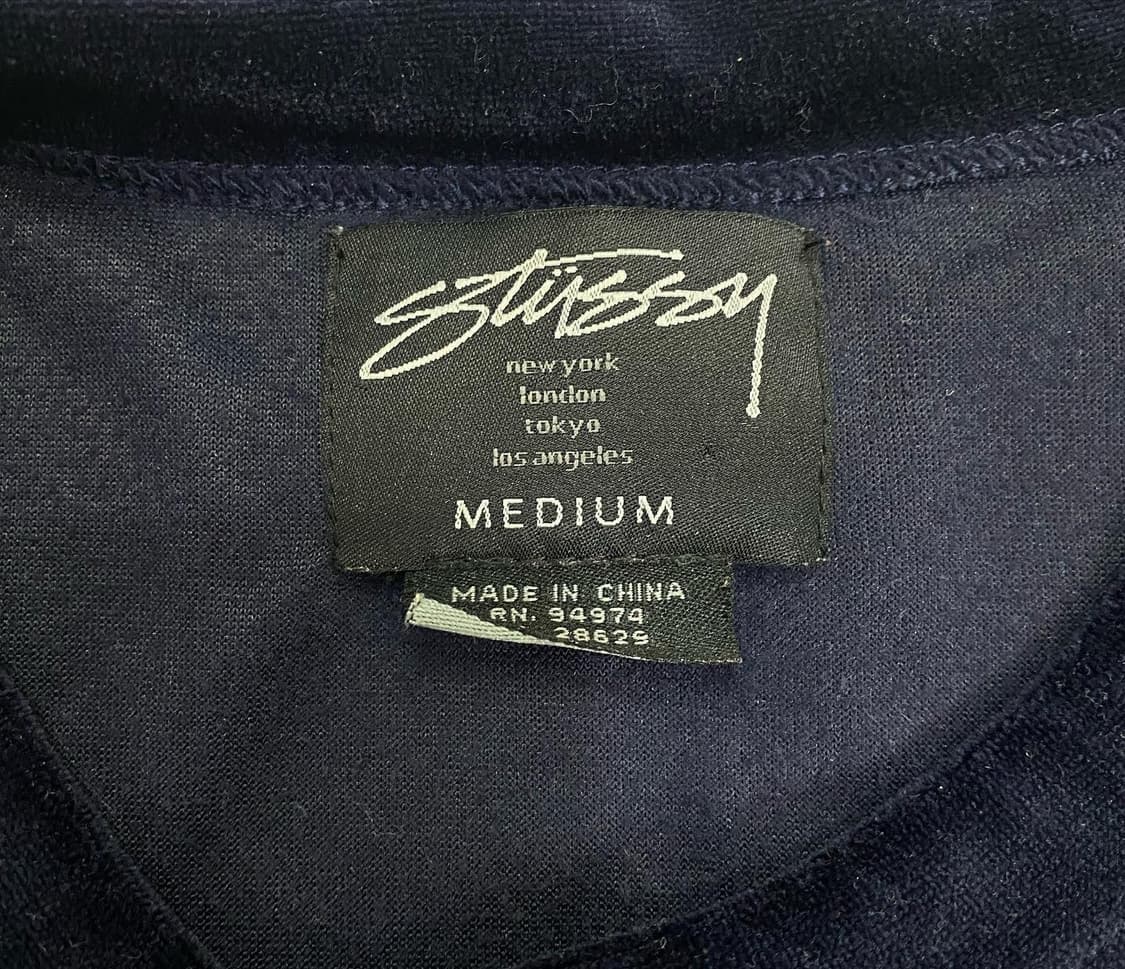 stüssy
new york
london
tokyo
los angeles
MEDIUM
MADE IN CHINA
RN. 94974
28629